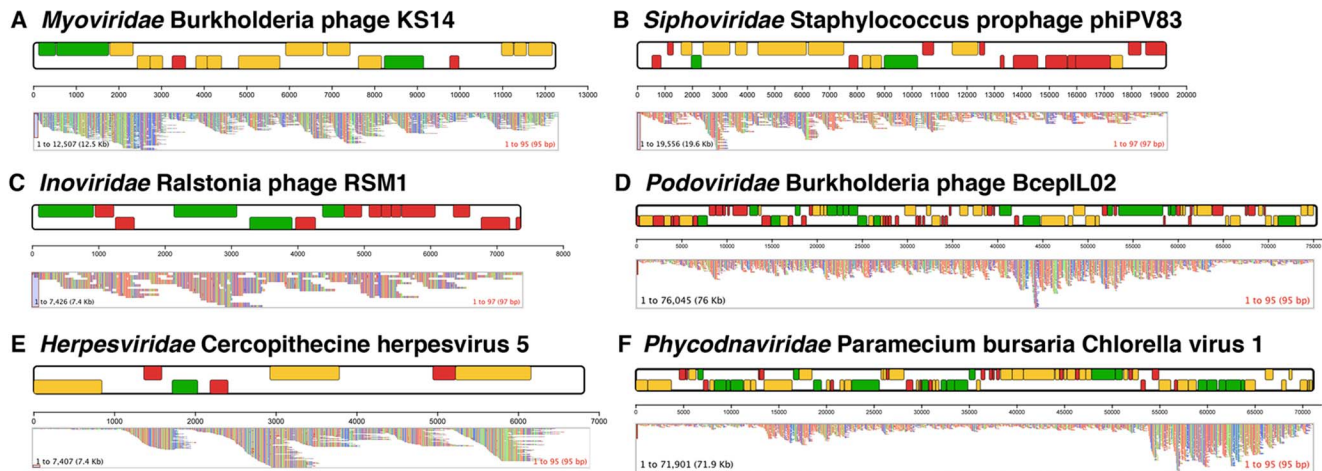 A Myoviridae Burkholderia phage KS14
0 1000 2000 3000 4000 5000 6000 7000 8000 9000 10000 11000 12000 13000
1 to 12,507 (12.5 Kb) 1 to 95 (95 bp)
B Siphoviridae Staphylococcus prophage phiPV83
0 1000 2000 3000 4000 5000 6000 7000 8000 9000 10000 11000 12000 13000 14000 15000 16000 17000 18000 19000 20000
1 to 19,556 (19.6 Kb) 1 to 97 (97 bp)
C Inoviridae Ralstonia phage RSM1
0 1000 2000 3000 4000 5000 6000 7000 8000
1 to 7,426 (7.4 Kb) 1 to 97 (97 bp)
D Podoviridae Burkholderia phage BcepIL02
0 5000 10000 15000 20000 25000 30000 35000 40000 45000 50000 55000 60000 65000 70000 75000
1 to 76,045 (76 Kb) 1 to 95 (95 bp)
E Herpesviridae Cercopithecine herpesvirus 5
0 1000 2000 3000 4000 5000 6000 7000
1 to 7,407 (7.4 Kb) 1 to 95 (95 bp)
F Phycodnaviridae Paramecium bursaria Chlorella virus 1
0 5000 10000 15000 20000 25000 30000 35000 40000 45000 50000 55000 60000 65000 70000
1 to 71,901 (71.9 Kb) 1 to 95 (95 bp)